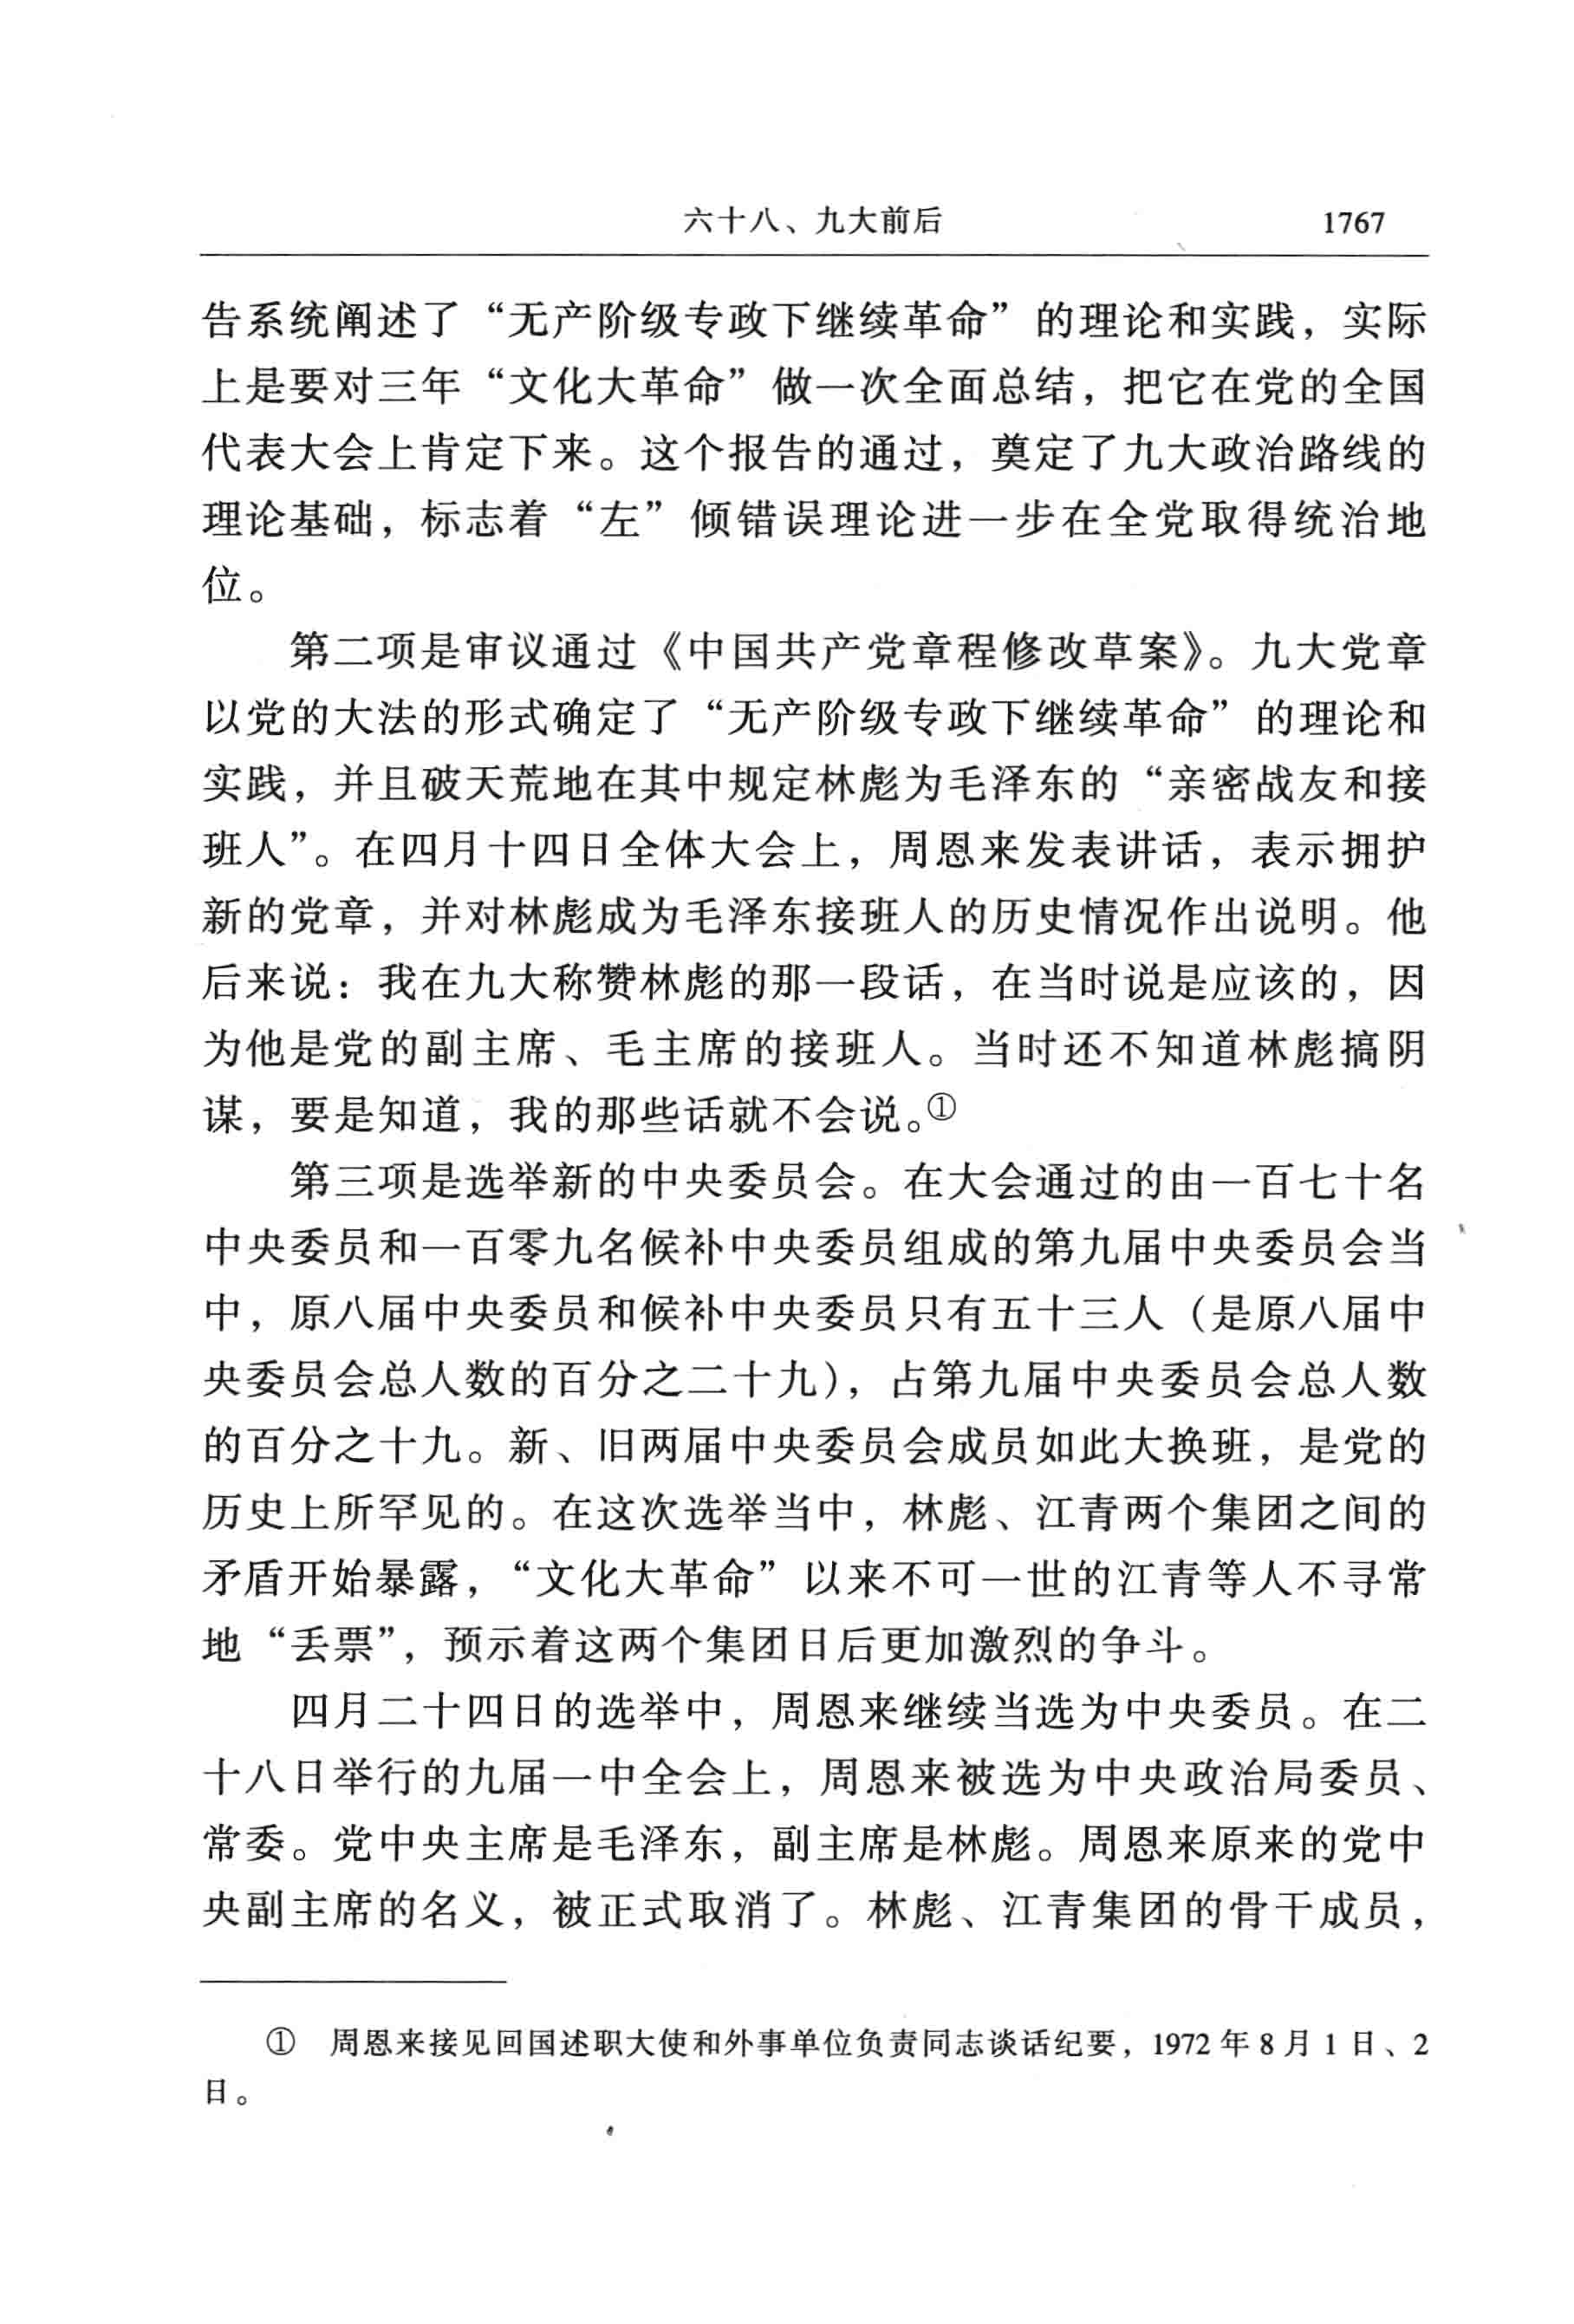 六十八、九大前后 1767
告系统阐述了“无产阶级专政下继续革命”的理论和实践，实际
上是要对三年“文化大革命”做一次全面总结，把它在党的全国
代表大会上肯定下来。这个报告的通过，奠定了九大政治路线的
理论基础，标志着“左”倾错误理论进一步在全党取得统治地
位。
第二项是审议通过《中国共产党章程修改草案》。九大党章
以党的大法的形式确定了“无产阶级专政下继续革命”的理论和
实践，并且破天荒地在其中规定林彪为毛泽东的“亲密战友和接
班人”。在四月十四日全体大会上，周恩来发表讲话，表示拥护
新的党章，并对林彪成为毛泽东接班人的历史情况作出说明。他
后来说：我在九大称赞林彪的那一段话，在当时说是应该的，因
为他是党的副主席、毛主席的接班人。当时还不知道林彪搞阴
谋，要是知道，我的那些话就不会说。①
第三项是选举新的中央委员会。在大会通过的由一百七十名
中央委员和一百零九名候补中央委员组成的第九届中央委员会当
中，原八届中央委员和候补中央委员只有五十三人（是原八届中
央委员会总人数的百分之二十九），占第九届中央委员会总人数
的百分之十九。新、旧两届中央委员会成员如此大换班，是党的
历史上所罕见的。在这次选举当中，林彪、江青两个集团之间的
矛盾开始暴露，“文化大革命”以来不可一世的江青等人不寻常
地“丢票”，预示着这两个集团日后更加激烈的争斗。
四月二十四日的选举中，周恩来继续当选为中央委员。在二
十八日举行的九届一中全会上，周恩来被选为中央政治局委员、
常委。党中央主席是毛泽东，副主席是林彪。周恩来原来的党中
央副主席的名义，被正式取消了。林彪、江青集团的骨干成员，
① 周恩来接见回国述职大使和外事单位负责同志谈话纪要，1972年8月1日、2
日。